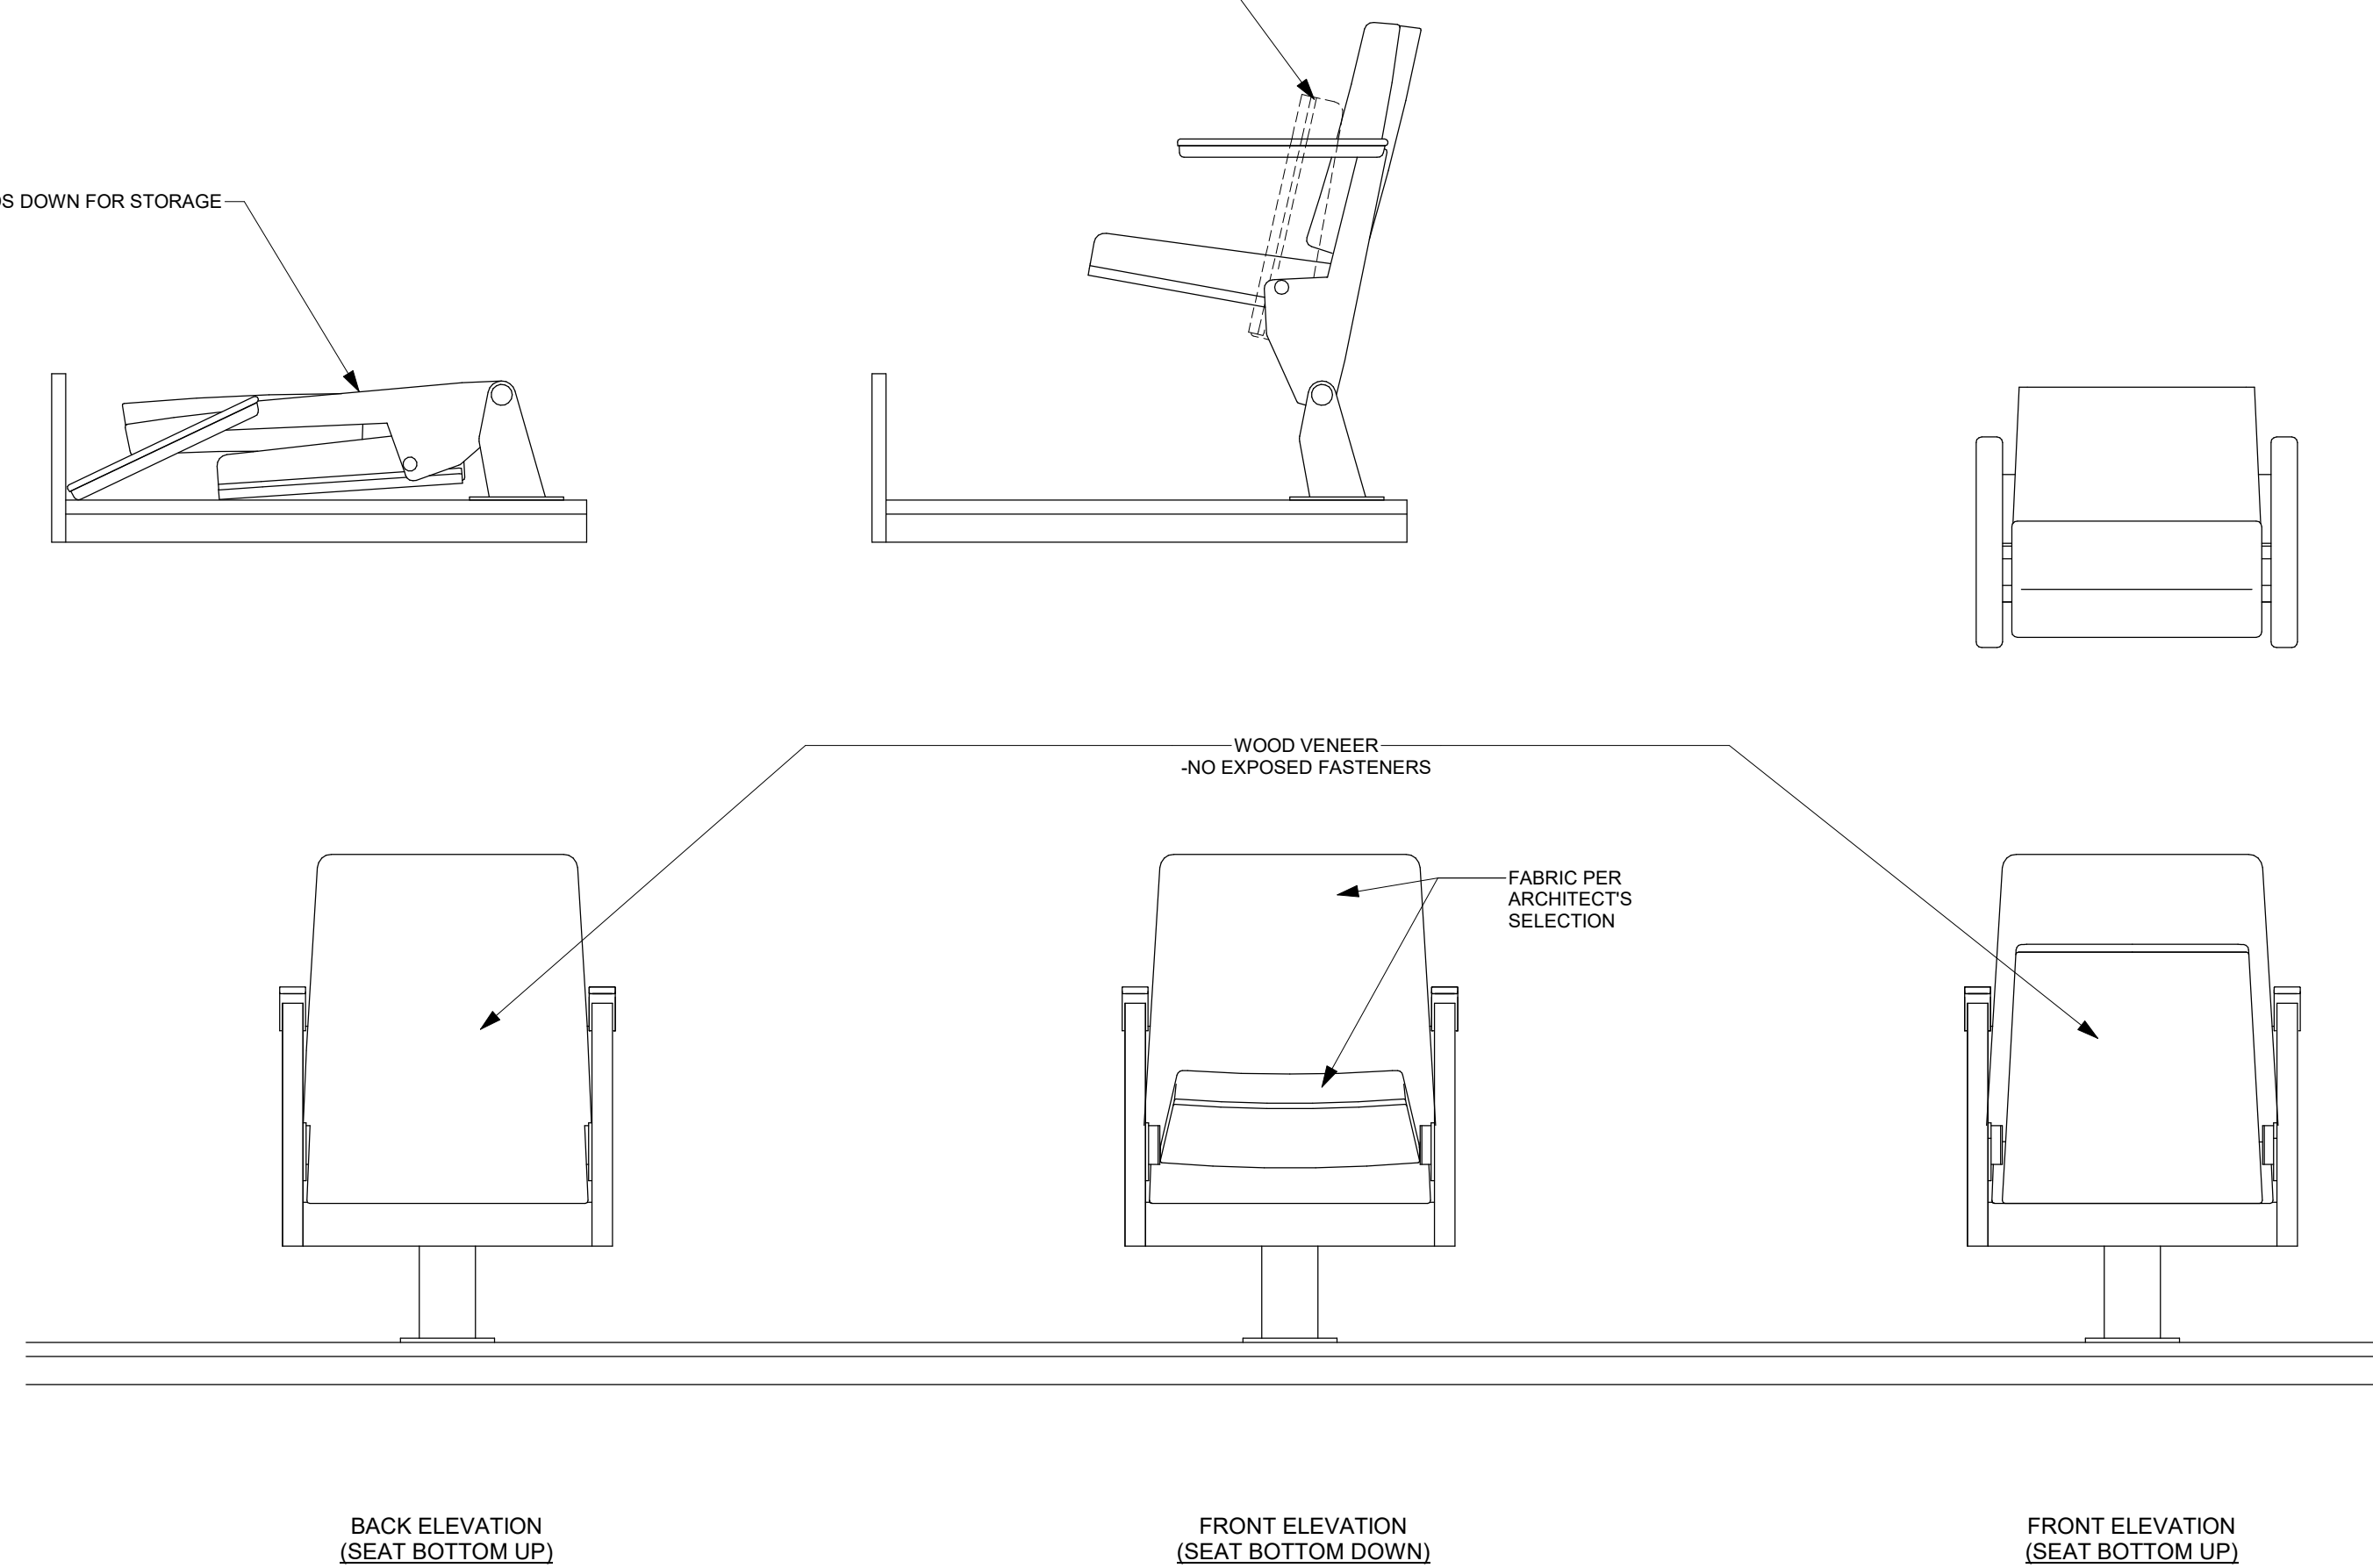 DOWN FOR STORAGE
WOOD VENEER
-NO EXPOSED FASTENERS
FABRIC PER
ARCHITECT'S
SELECTION
BACK ELEVATION
(SEAT BOTTOM UP)
FRONT ELEVATION
(SEAT BOTTOM DOWN)
FRONT ELEVATION
(SEAT BOTTOM UP)